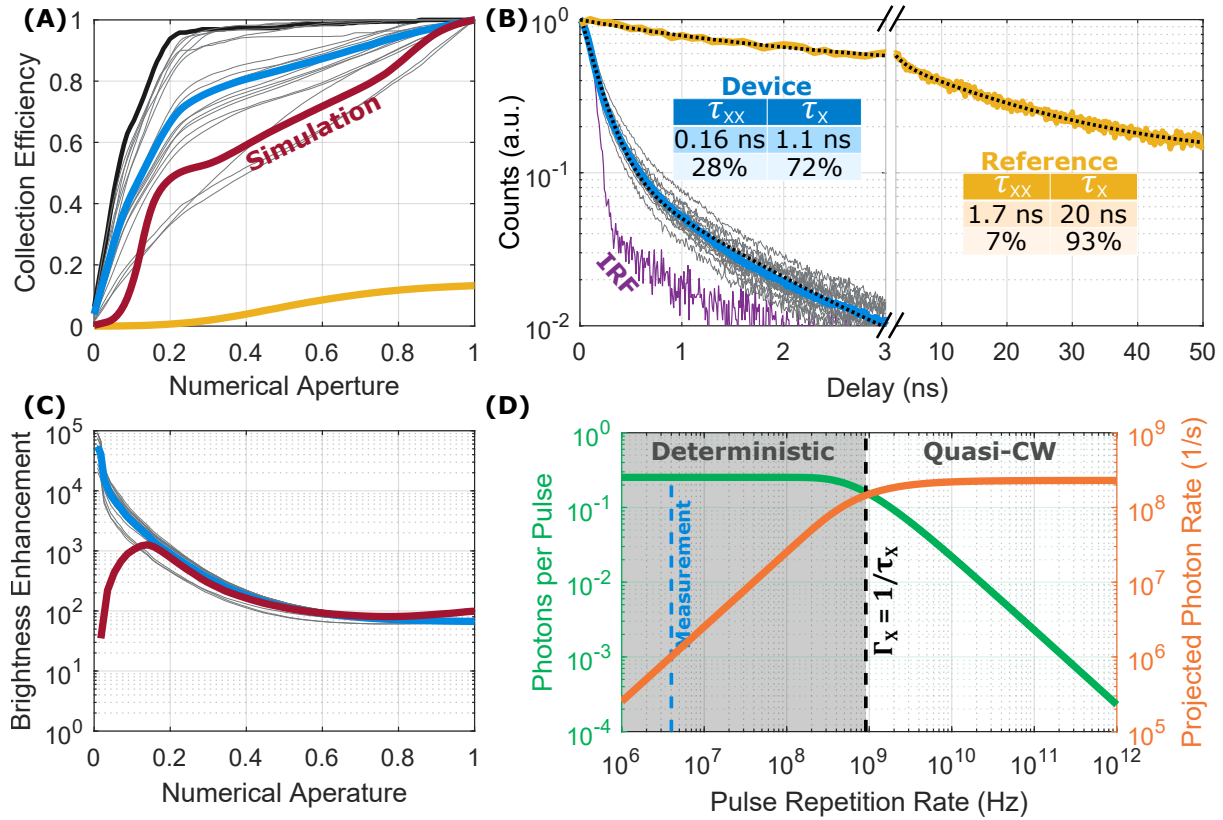 (A)
Collection Efficiency
1
0.8
0.6
0.4
0.2
0
Simulation
0
0.2
0.4
0.6
0.8
1
Numerical Aperture
(B)
Counts (a.u.)
10^0
10^-1
10^-2
Device
τ_XX τ_X
0.16 ns 1.1 ns
28% 72%
Reference
τ_XX τ_X
1.7 ns 20 ns
7% 93%
IRF
0
1
2
3
10
20
30
40
50
Delay (ns)
(C)
Brightness Enhancement
10^5
10^4
10^3
10^2
10^1
10^0
0
0.2
0.4
0.6
0.8
1
Numerical Aperature
(D)
Photons per Pulse
10^0
10^-1
10^-2
10^-3
10^-4
Deterministic
Quasi-CW
Measurement
Γ_X = 1/τ_X
10^9
10^8
10^7
10^6
10^5
Projected Photon Rate (1/s)
10^6
10^7
10^8
10^9
10^10
10^11
10^12
Pulse Repetition Rate (Hz)